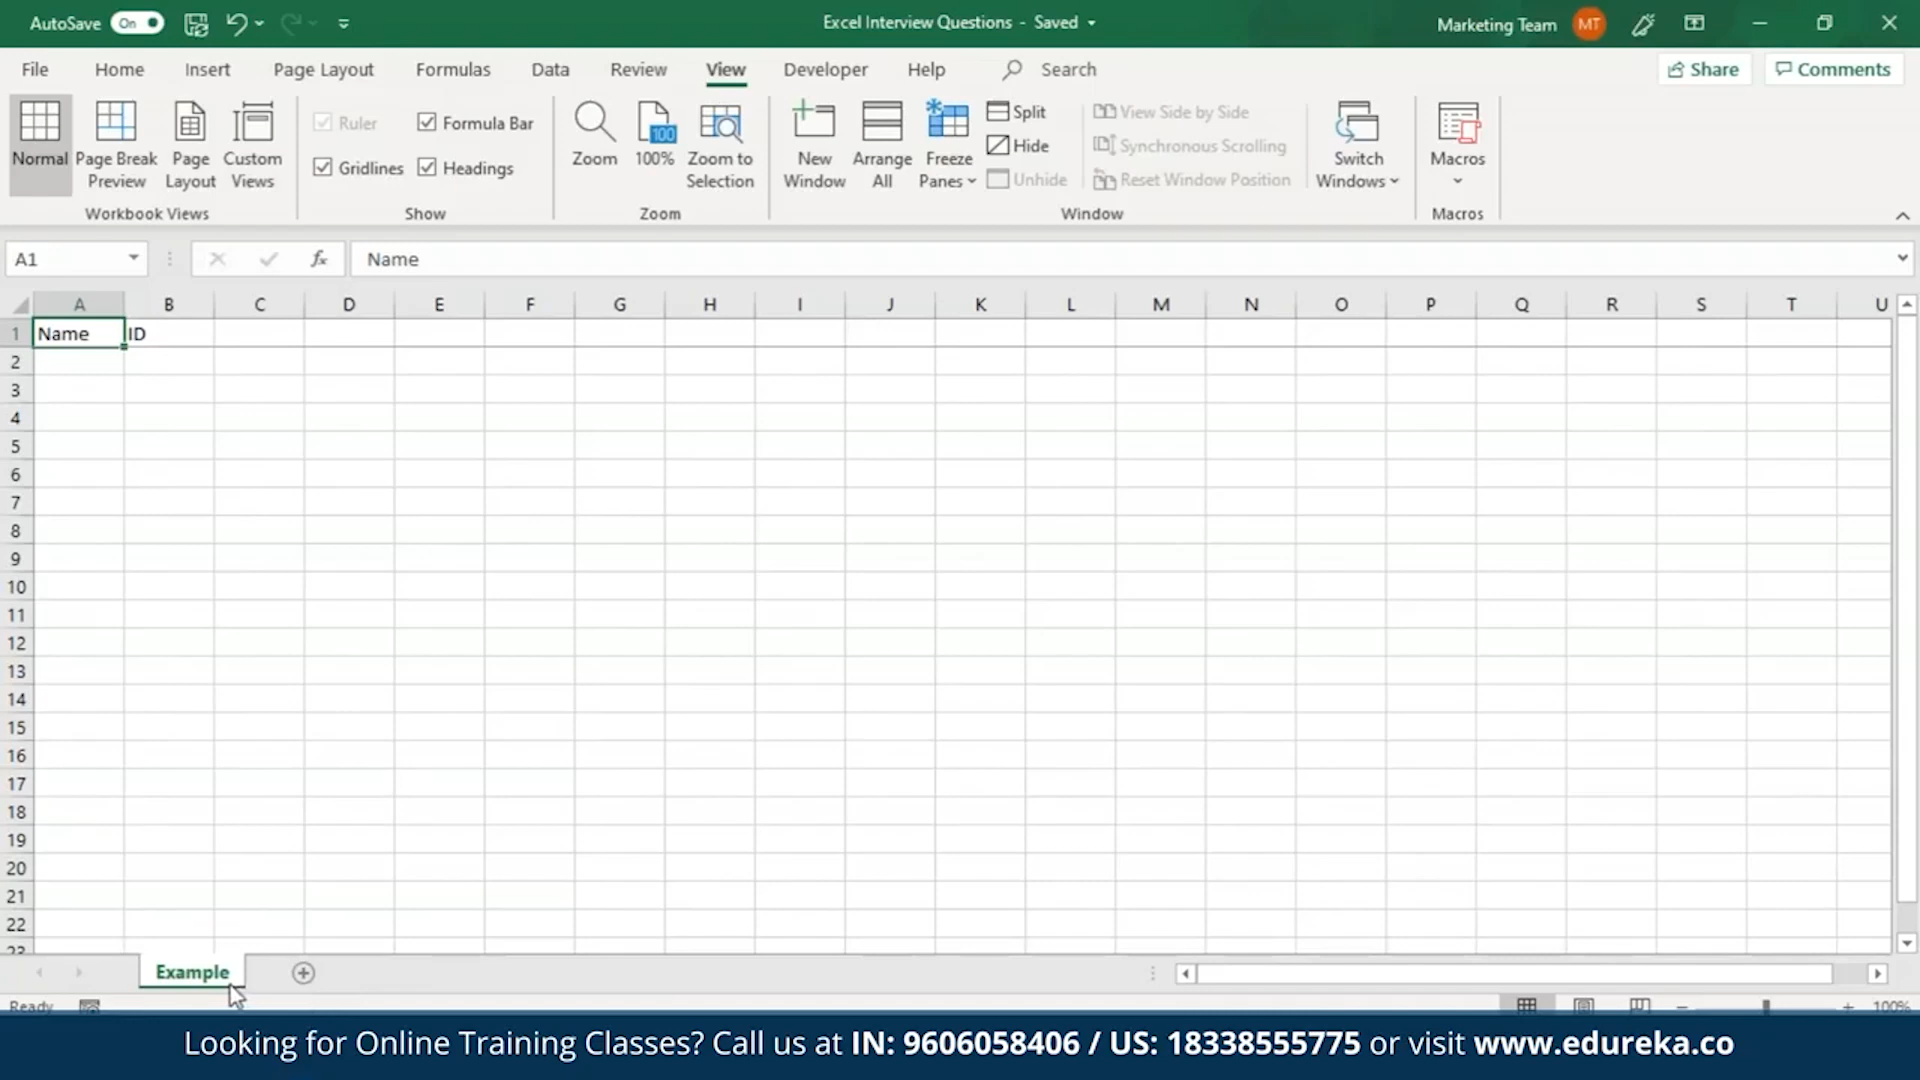 AutoSave On Excel Interview Questions - Saved Marketing Team MT
File Home Insert Page Layout Formulas Data Review View Developer Help Search Share Comments
Normal
Page Break Preview
Page Layout
Custom Views
Workbook Views
Ruler
Formula Bar
Gridlines
Headings
Show
Zoom
100
100%
Zoom to Selection
Zoom
New Window
Arrange All
Freeze Panes
Split
Hide
Unhide
View Side by Side
Synchronous Scrolling
Reset Window Position
Switch Windows
Window
Macros
Macros
A1 fx Name
A B C D E F G H I J K L M N O P Q R S T U
1 Name ID
2
3
4
5
6
7
8
9
10
11
12
13
14
15
16
17
18
19
20
21
22
23
Example
Ready 100%
Looking for Online Training Classes? Call us at IN: 9606058406 / US: 18338555775 or visit www.edureka.co